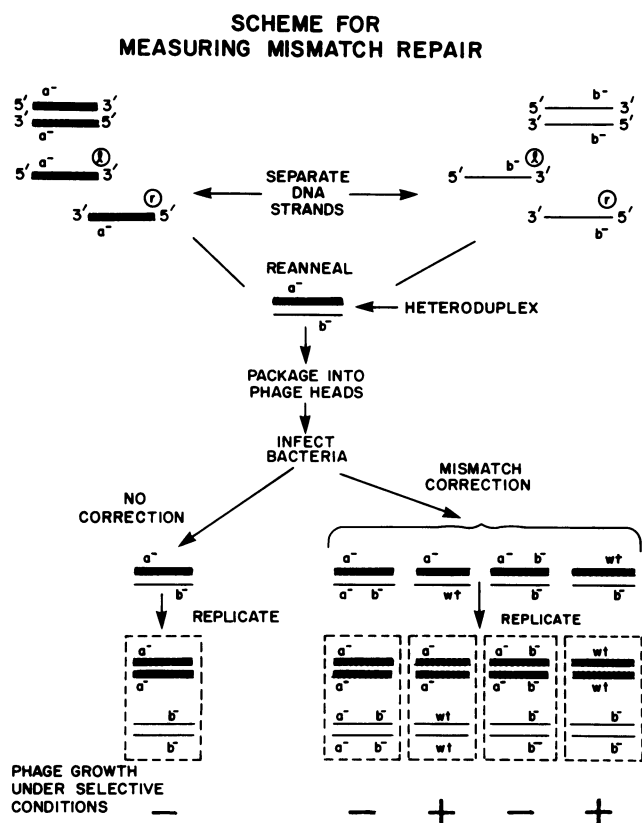 SCHEME FOR
MEASURING MISMATCH REPAIR
a⁻ b⁻
5′ 3′ 5′ 3′
3′ 5′ 3′ 5′
a⁻ b⁻
a⁻ ⓛ b⁻ ⓛ
5′ 3′ 5′ 3′
SEPARATE
DNA
STRANDS
ⓡ ⓡ
3′ 5′ 3′ 5′
a⁻ b⁻
REANNEAL
a⁻
b⁻
HETERODUPLEX
PACKAGE INTO
PHAGE HEADS
INFECT
BACTERIA
NO
CORRECTION
MISMATCH
CORRECTION
a⁻ a⁻ a⁻ a⁻ b⁻ wt
b⁻ a⁻ b⁻ wt b⁻ b⁻
REPLICATE REPLICATE
a⁻ a⁻ a⁻ a⁻ b⁻ wt
a⁻ a⁻ a⁻ a⁻ b⁻ wt
b⁻ a⁻ b⁻ wt b⁻ b⁻
b⁻ a⁻ b⁻ wt b⁻ b⁻
PHAGE GROWTH
UNDER SELECTIVE
CONDITIONS
− − + − +